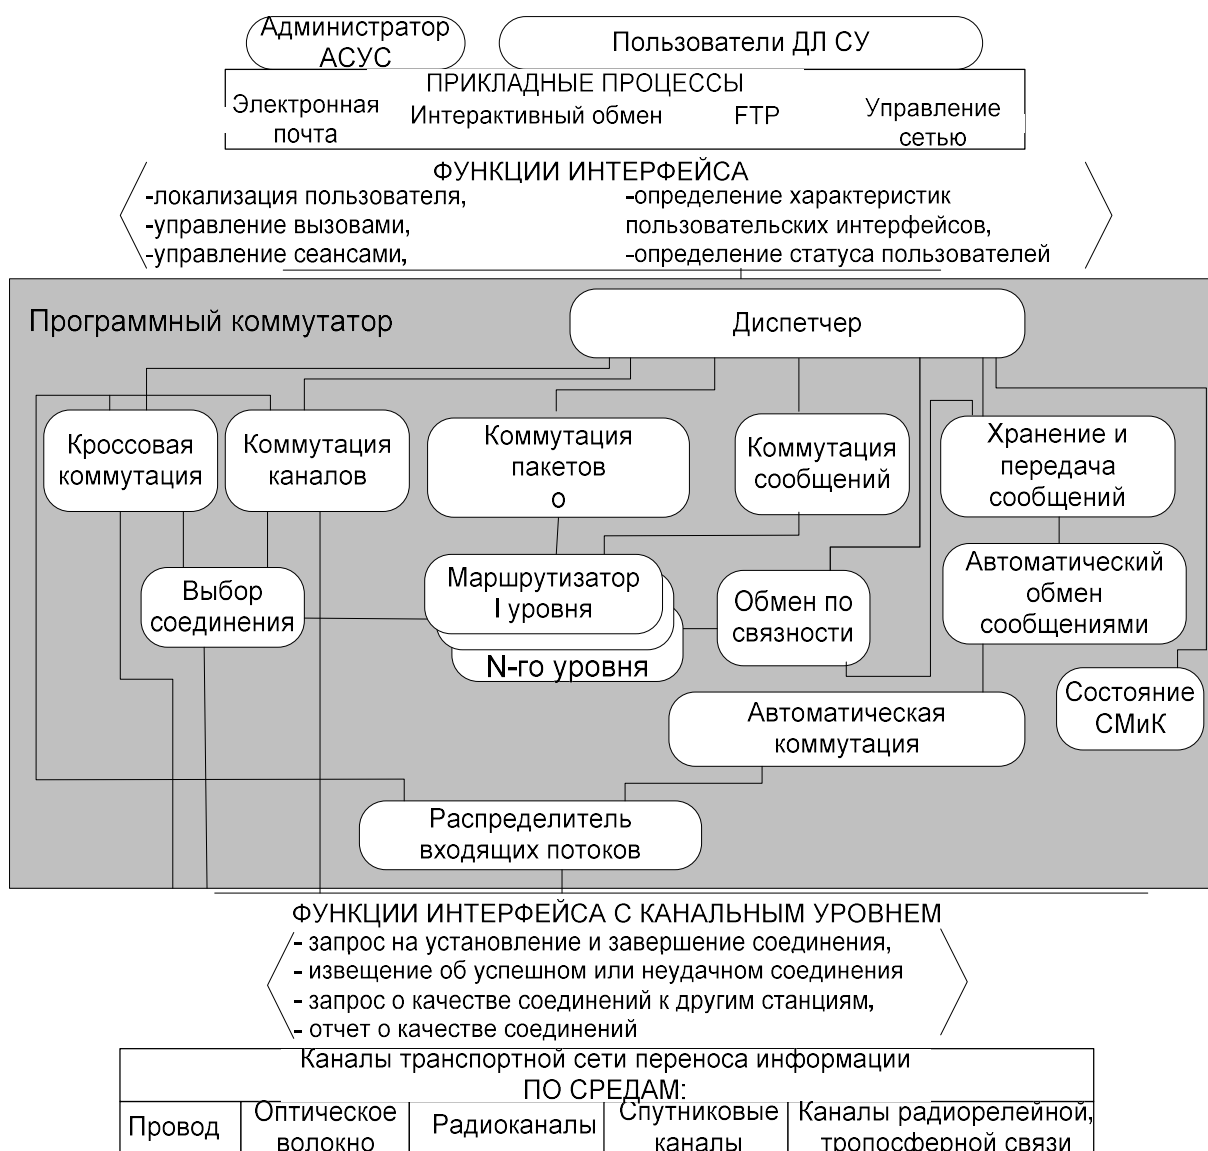 Администратор
АСУС
Пользователи ДЛ СУ
ПРИКЛАДНЫЕ ПРОЦЕССЫ
Электронная
почта
Интерактивный обмен
FTP
Управление
сетью
ФУНКЦИИ ИНТЕРФЕЙСА
-локализация пользователя,
-управление вызовами,
-управление сеансами,
-определение характеристик
пользовательских интерфейсов,
-определение статуса пользователей
Программный коммутатор
Диспетчер
Кроссовая
коммутация
Коммутация
каналов
Коммутация
пакетов
о
Коммутация
сообщений
Хранение и
передача
сообщений
Выбор
соединения
Маршрутизатор
I уровня
N-го уровня
Обмен по
связности
Автоматический
обмен
сообщениями
Состояние
СМиК
Автоматическая
коммутация
Распределитель
входящих потоков
ФУНКЦИИ ИНТЕРФЕЙСА С КАНАЛЬНЫМ УРОВНЕМ
- запрос на установление и завершение соединения,
- извещение об успешном или неудачном соединения
- запрос о качестве соединений к другим станциям,
- отчет о качестве соединений
Каналы транспортной сети переноса информации
ПО СРЕДАМ:
Провод
Оптическое
волокно
Радиоканалы
Спутниковые
каналы
Каналы радиорелейной,
тропосферной связи